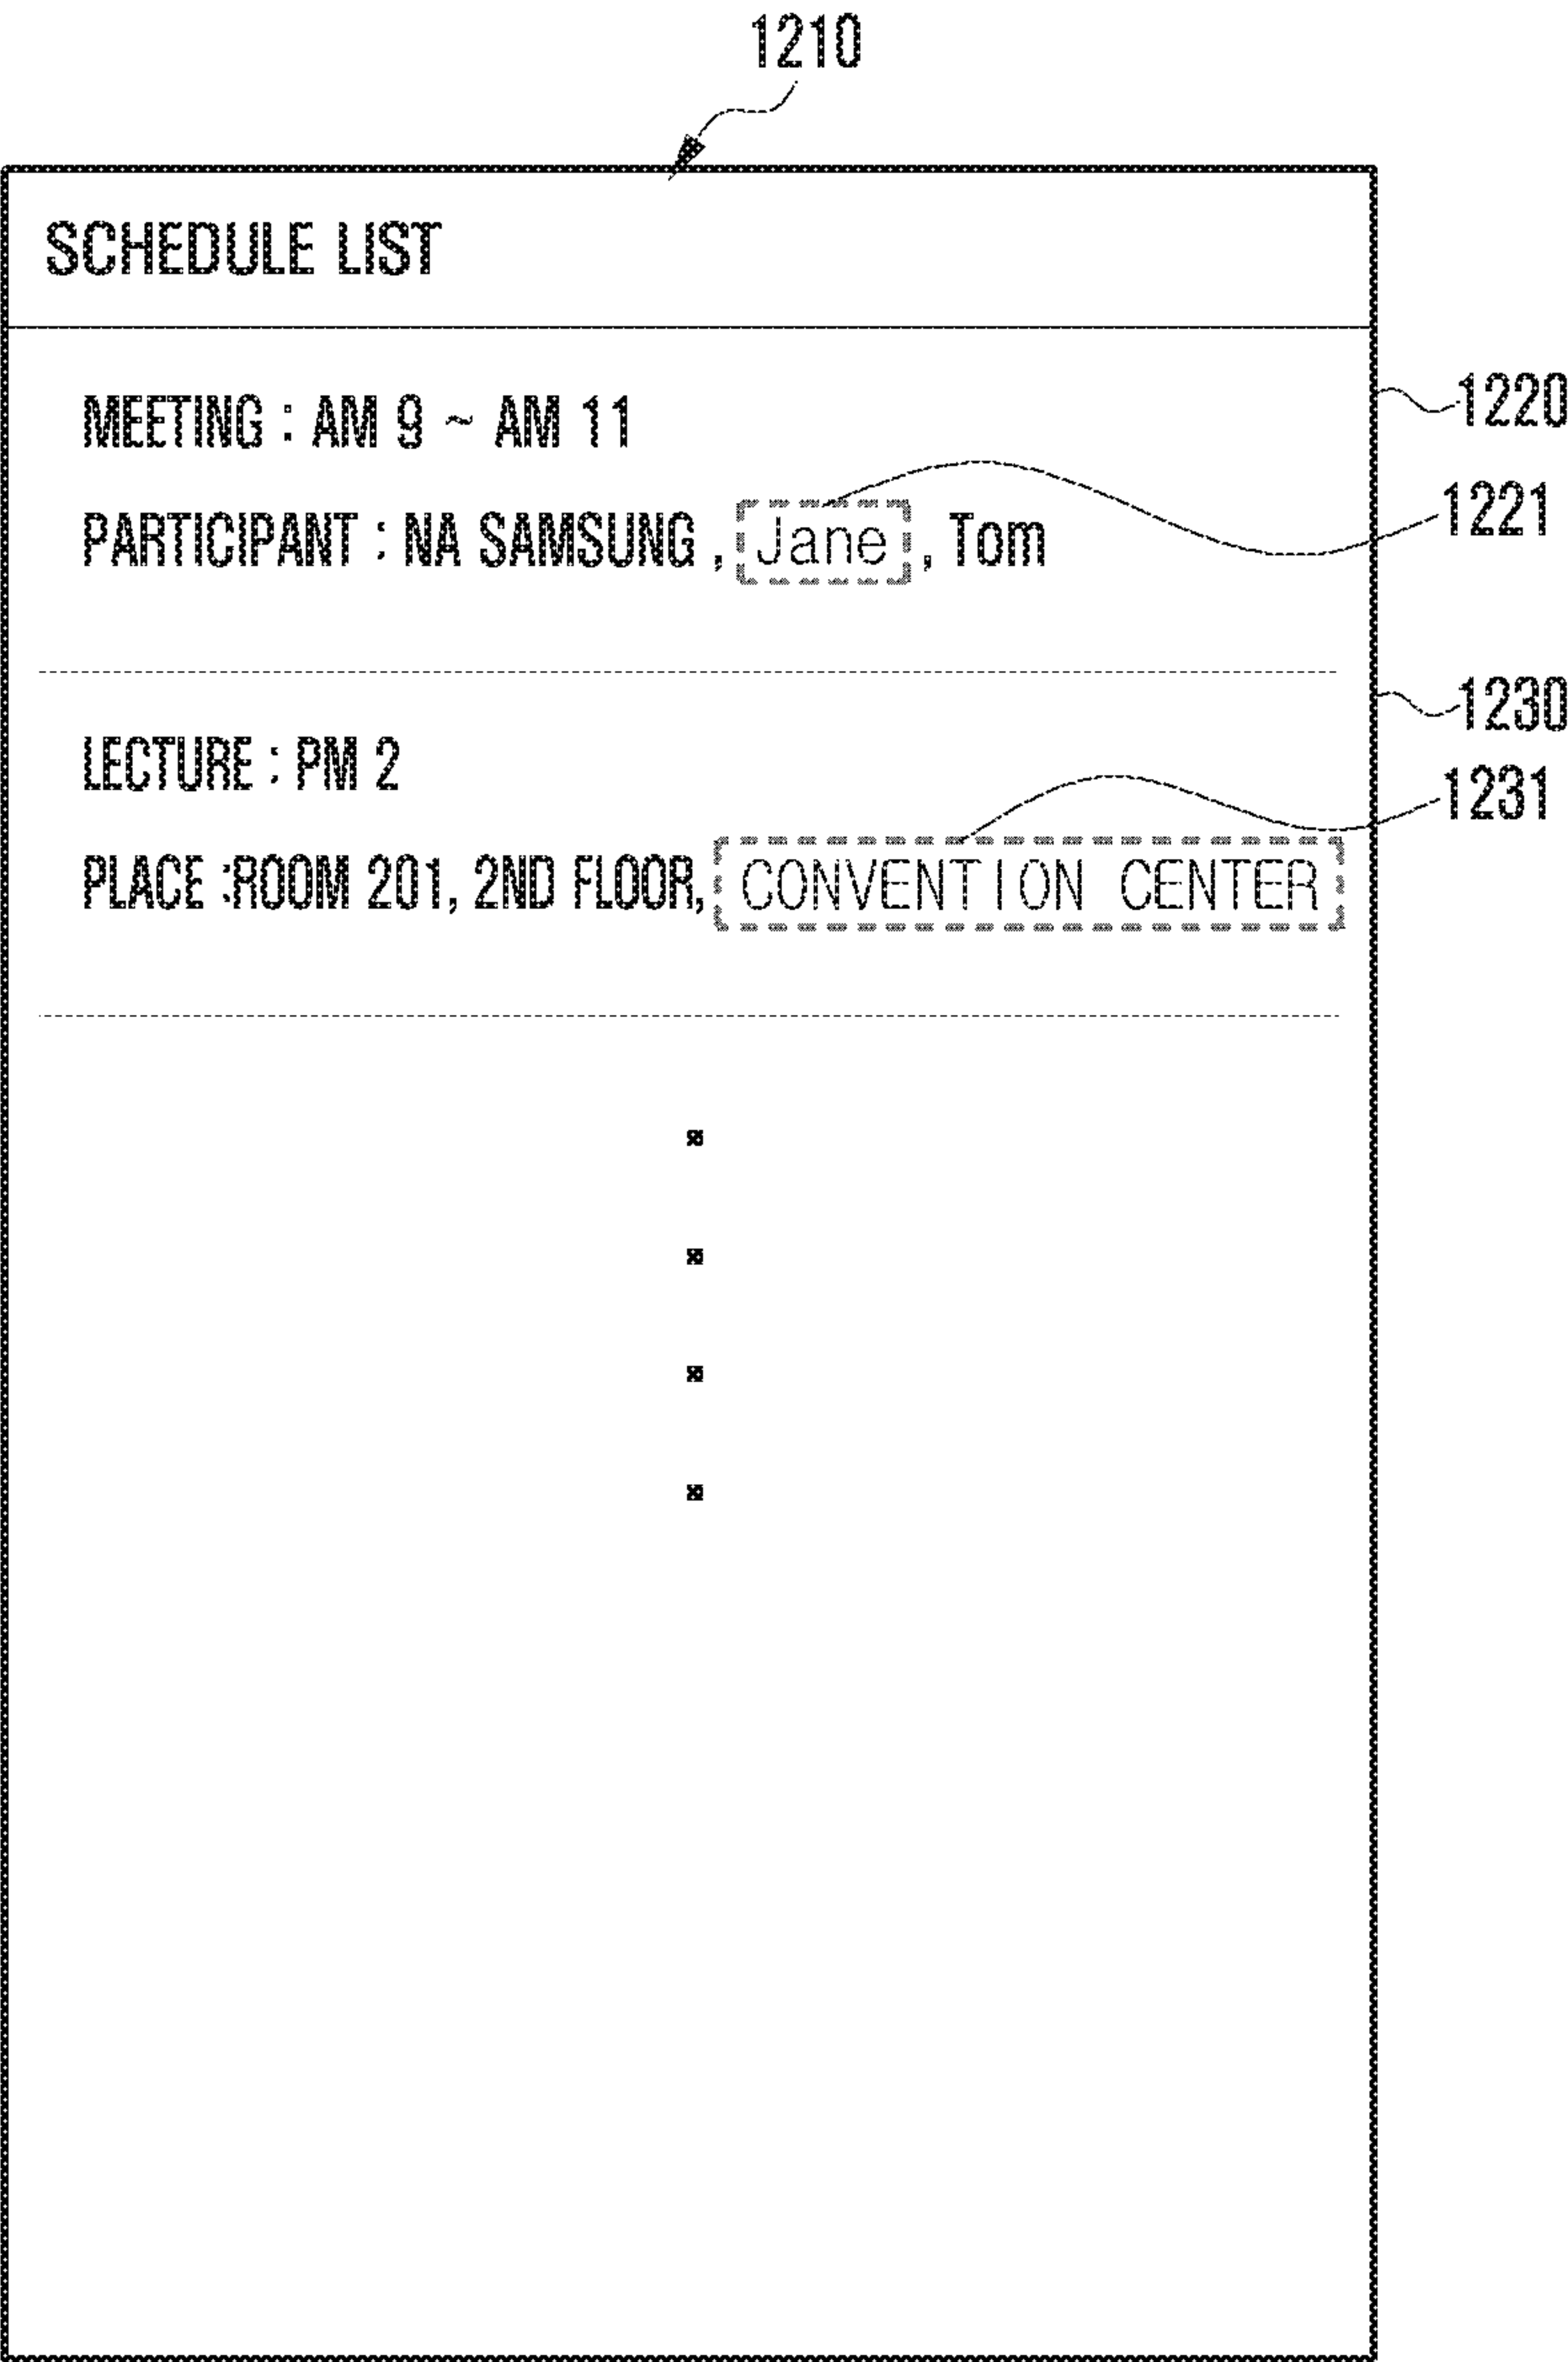 1210
SCHEDULE LIST
MEETING : AM 9 ~ AM 11
1220
PARTICIPANT : NA SAMSUNG , Jane , Tom
1221
1230
LECTURE : PM 2
1231
PLACE :ROOM 201, 2ND FLOOR, CONVENTION CENTER